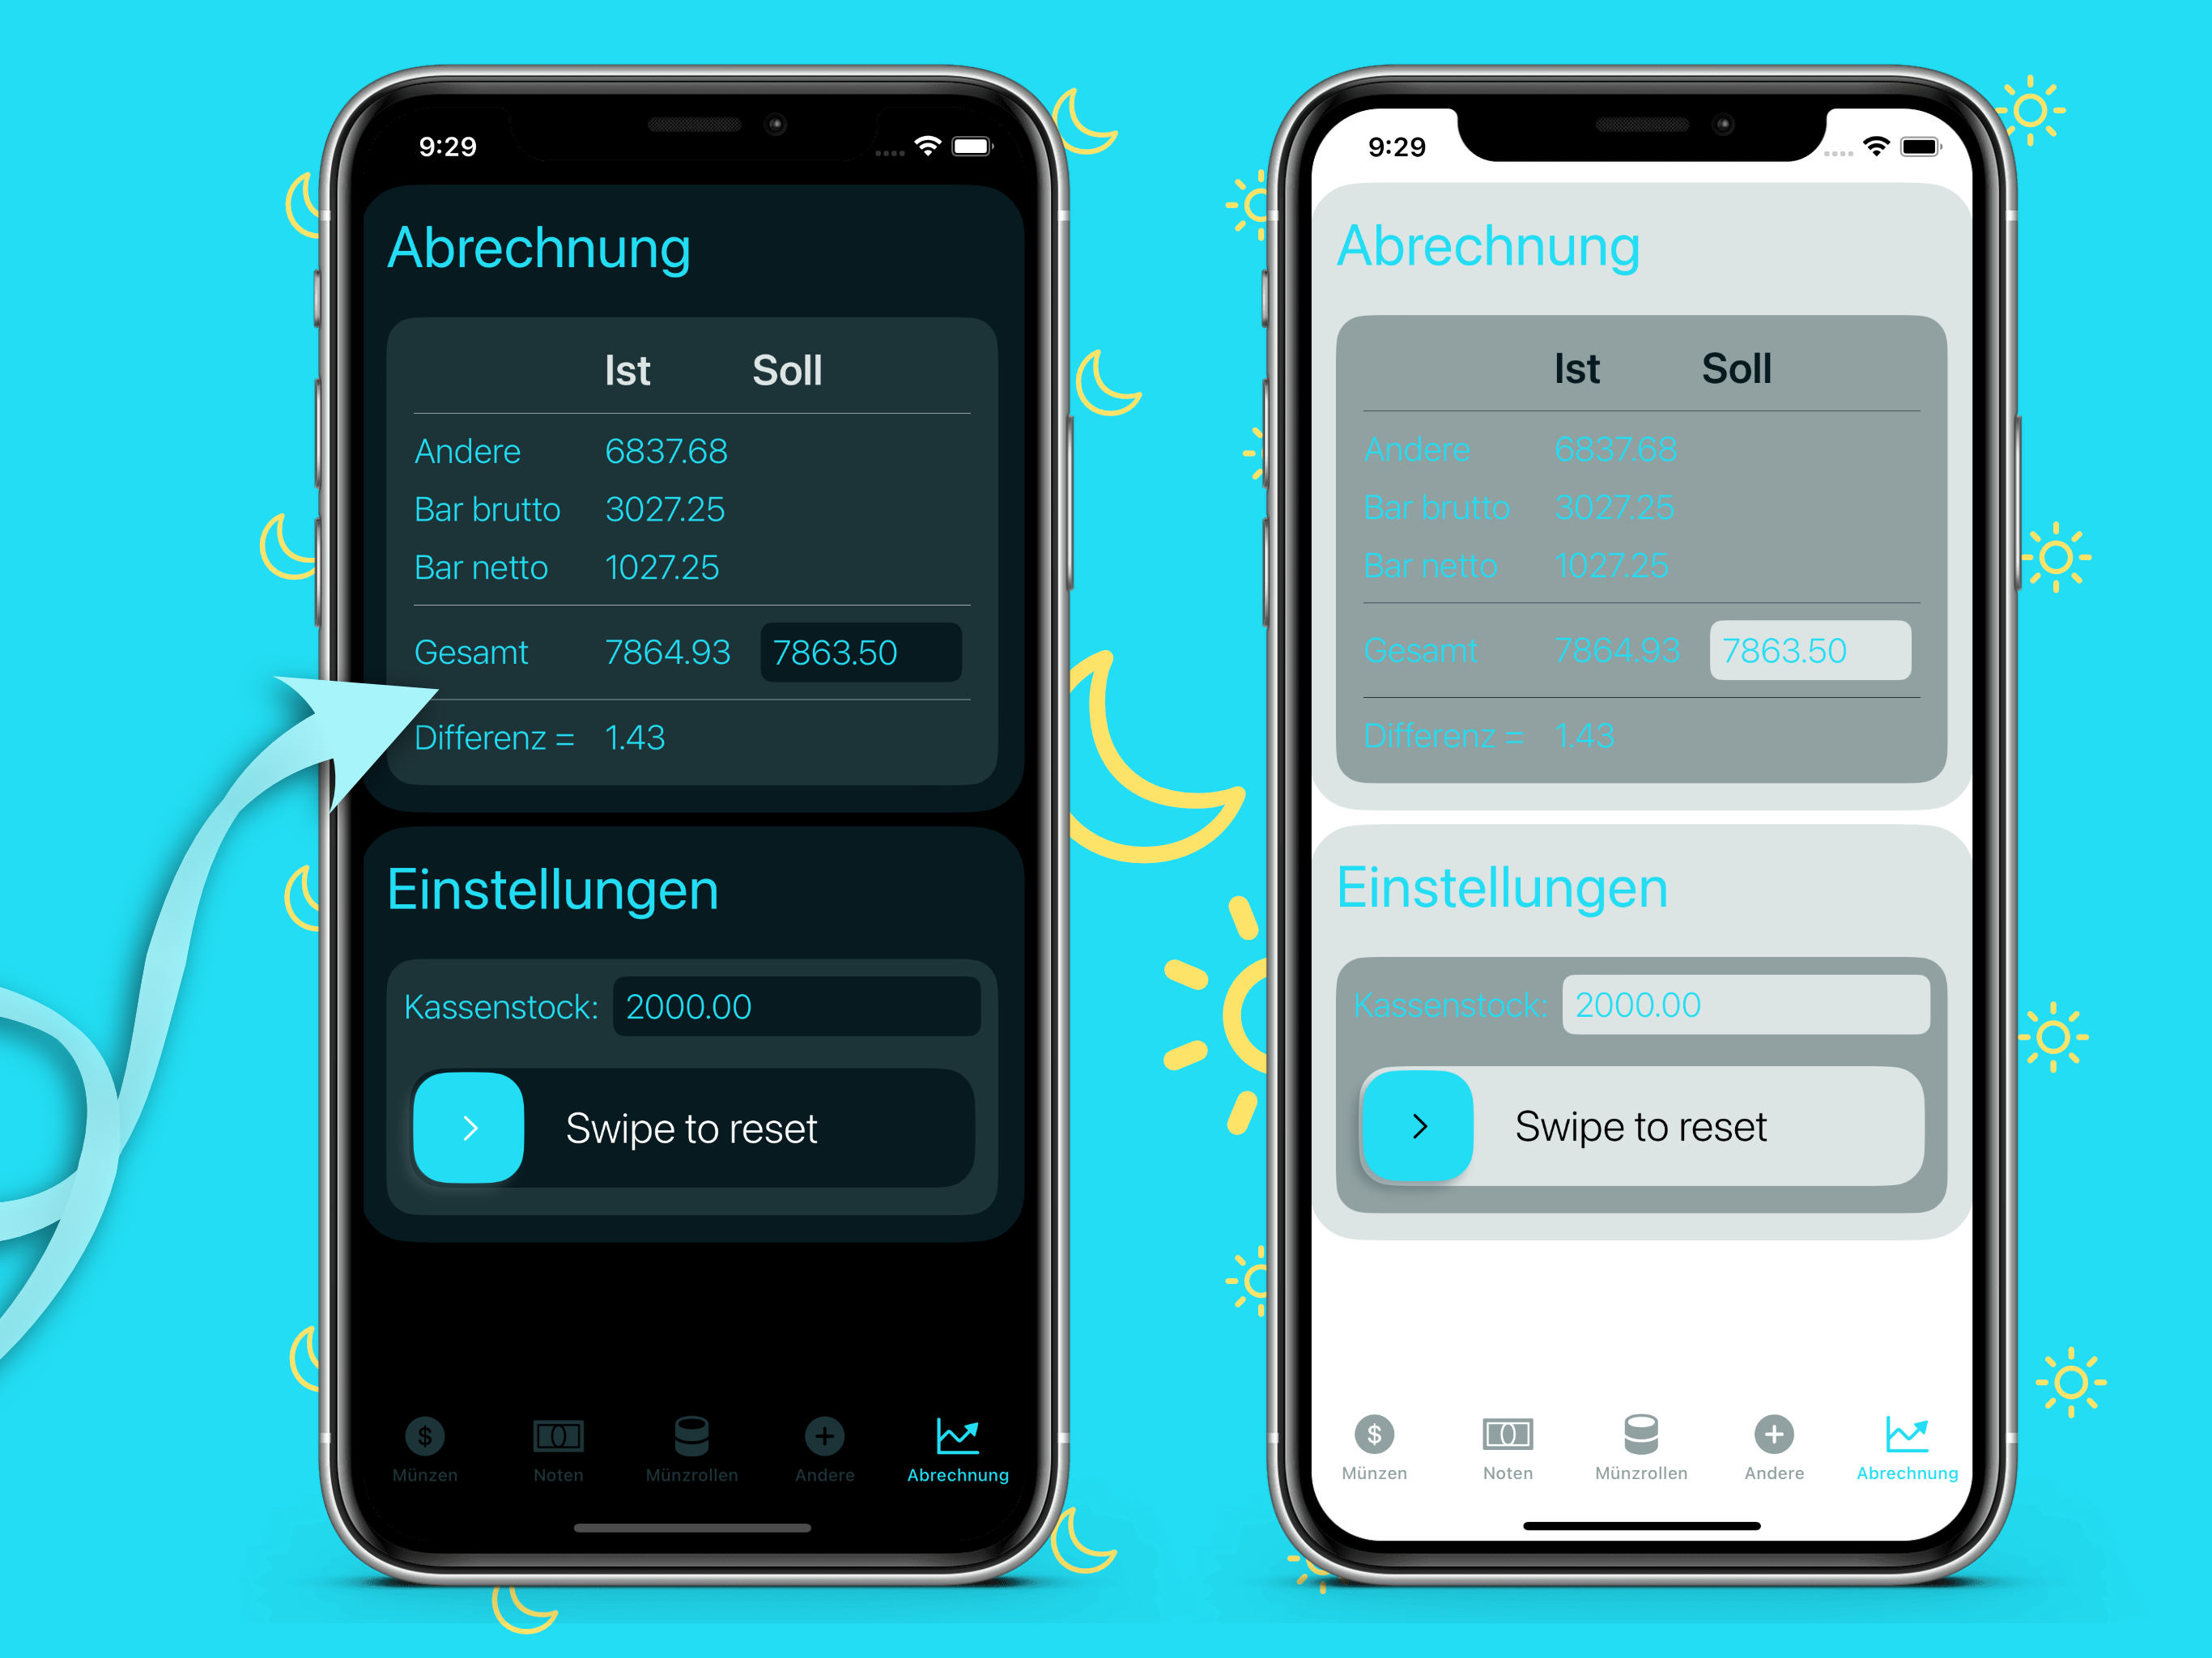 9:29
Abrechnung
Ist Soll
Andere 6837.68
Bar brutto 3027.25
Bar netto 1027.25
Gesamt 7864.93 7863.50
Differenz = 1.43
Einstellungen
Kassenstock: 2000.00
Swipe to reset
$
Münzen Noten Münzrollen Andere Abrechnung
9:29
Abrechnung
Ist Soll
Andere 6837.68
Bar brutto 3027.25
Bar netto 1027.25
Gesamt 7864.93 7863.50
Differenz = 1.43
Einstellungen
Kassenstock: 2000.00
Swipe to reset
$
Münzen Noten Münzrollen Andere Abrechnung